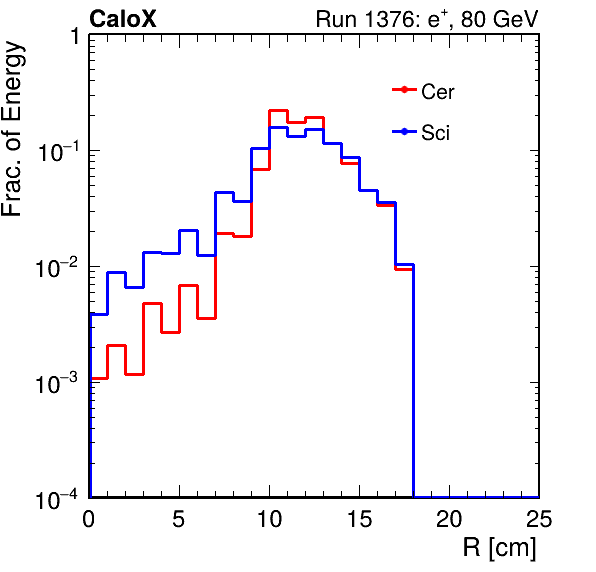 CaloX Run 1376: e⁺, 80 GeV
Frac. of Energy
1
10⁻¹
10⁻²
10⁻³
10⁻⁴
Cer
Sci
0 5 10 15 20 25
R [cm]